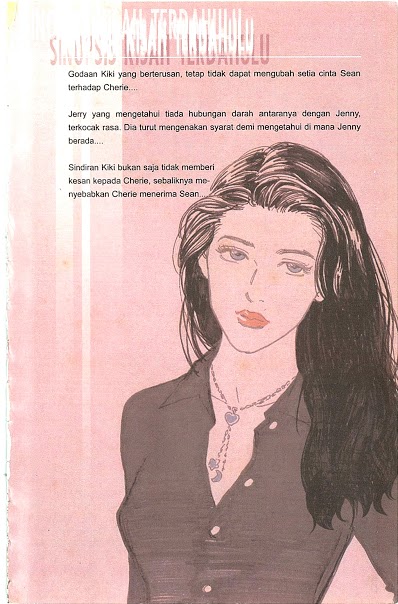 SINOPSIS KISAH TERDAHULU
Godaan Kiki yang berterusan, tetap tidak dapat mengubah setia cinta Sean
terhadap Cherie....
Jerry yang mengetahui tiada hubungan darah antaranya dengan Jenny,
terkocak rasa. Dia turut mengenakan syarat demi mengetahui di mana Jenny
berada....
Sindiran Kiki bukan saja tidak memberi
kesan kepada Cherie, sebaliknya me-
nyebabkan Cherie menerima Sean....